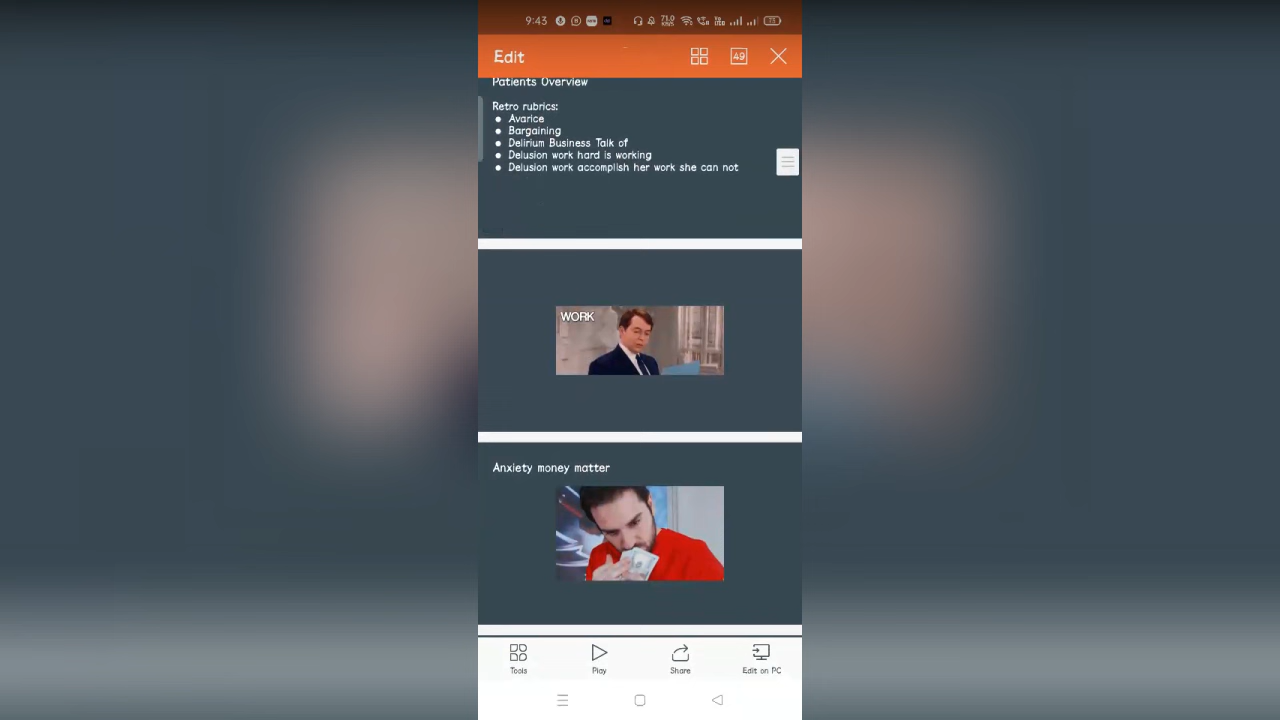 9:43
73
Edit
49
Patients Overview
Retro rubrics:
Avarice
Bargaining
Delirium Business Talk of
Delusion work hard is working
Delusion work accomplish her work she can not
WORK
Anxiety money matter
Tools
Play
Share
Edit on PC